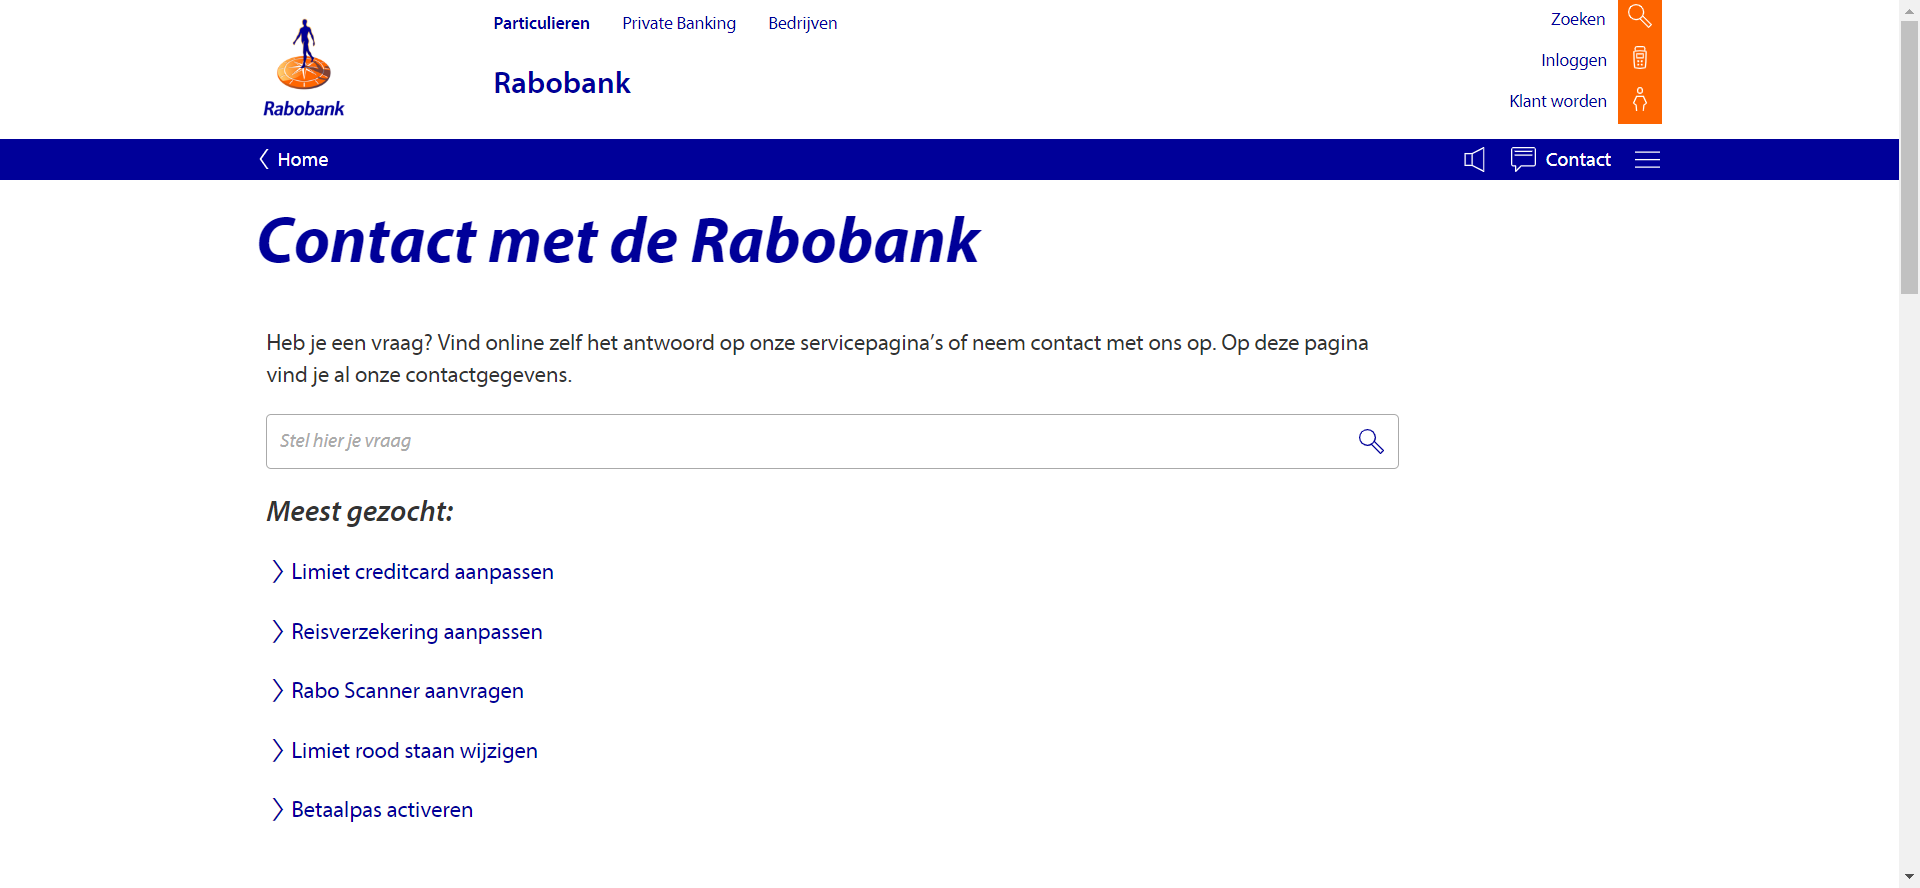 Particulieren Private Banking Bedrijven
Zoeken
Inloggen
Klant worden
Rabobank
Rabobank
Home
Contact
Contact met de Rabobank
Heb je een vraag? Vind online zelf het antwoord op onze servicepagina’s of neem contact met ons op. Op deze pagina
vind je al onze contactgegevens.
Stel hier je vraag
Meest gezocht:
Limiet creditcard aanpassen
Reisverzekering aanpassen
Rabo Scanner aanvragen
Limiet rood staan wijzigen
Betaalpas activeren